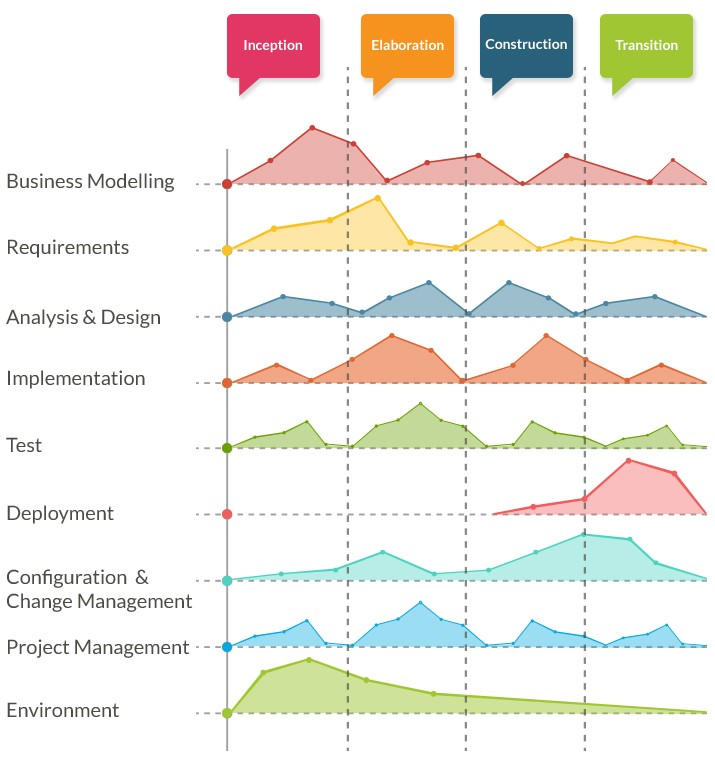 Inception
Elaboration
Construction
Transition
Business Modelling
Requirements
Analysis & Design
Implementation
Test
Deployment
Configuration &
Change Management
Project Management
Environment